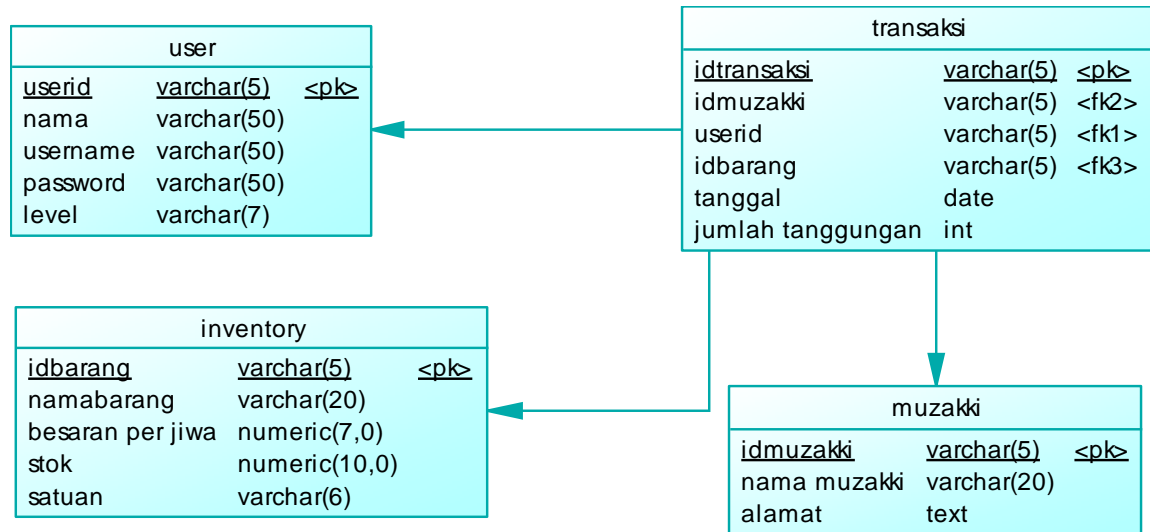 user
userid varchar(5) <pk>
nama varchar(50)
username varchar(50)
password varchar(50)
level varchar(7)
transaksi
idtransaksi varchar(5) <pk>
idmuzakki varchar(5) <fk2>
userid varchar(5) <fk1>
idbarang varchar(5) <fk3>
tanggal date
jumlah tanggungan int
inventory
idbarang varchar(5) <pk>
namabarang varchar(20)
besaran per jiwa numeric(7,0)
stok numeric(10,0)
satuan varchar(6)
muzakki
idmuzakki varchar(5) <pk>
nama muzakki varchar(20)
alamat text